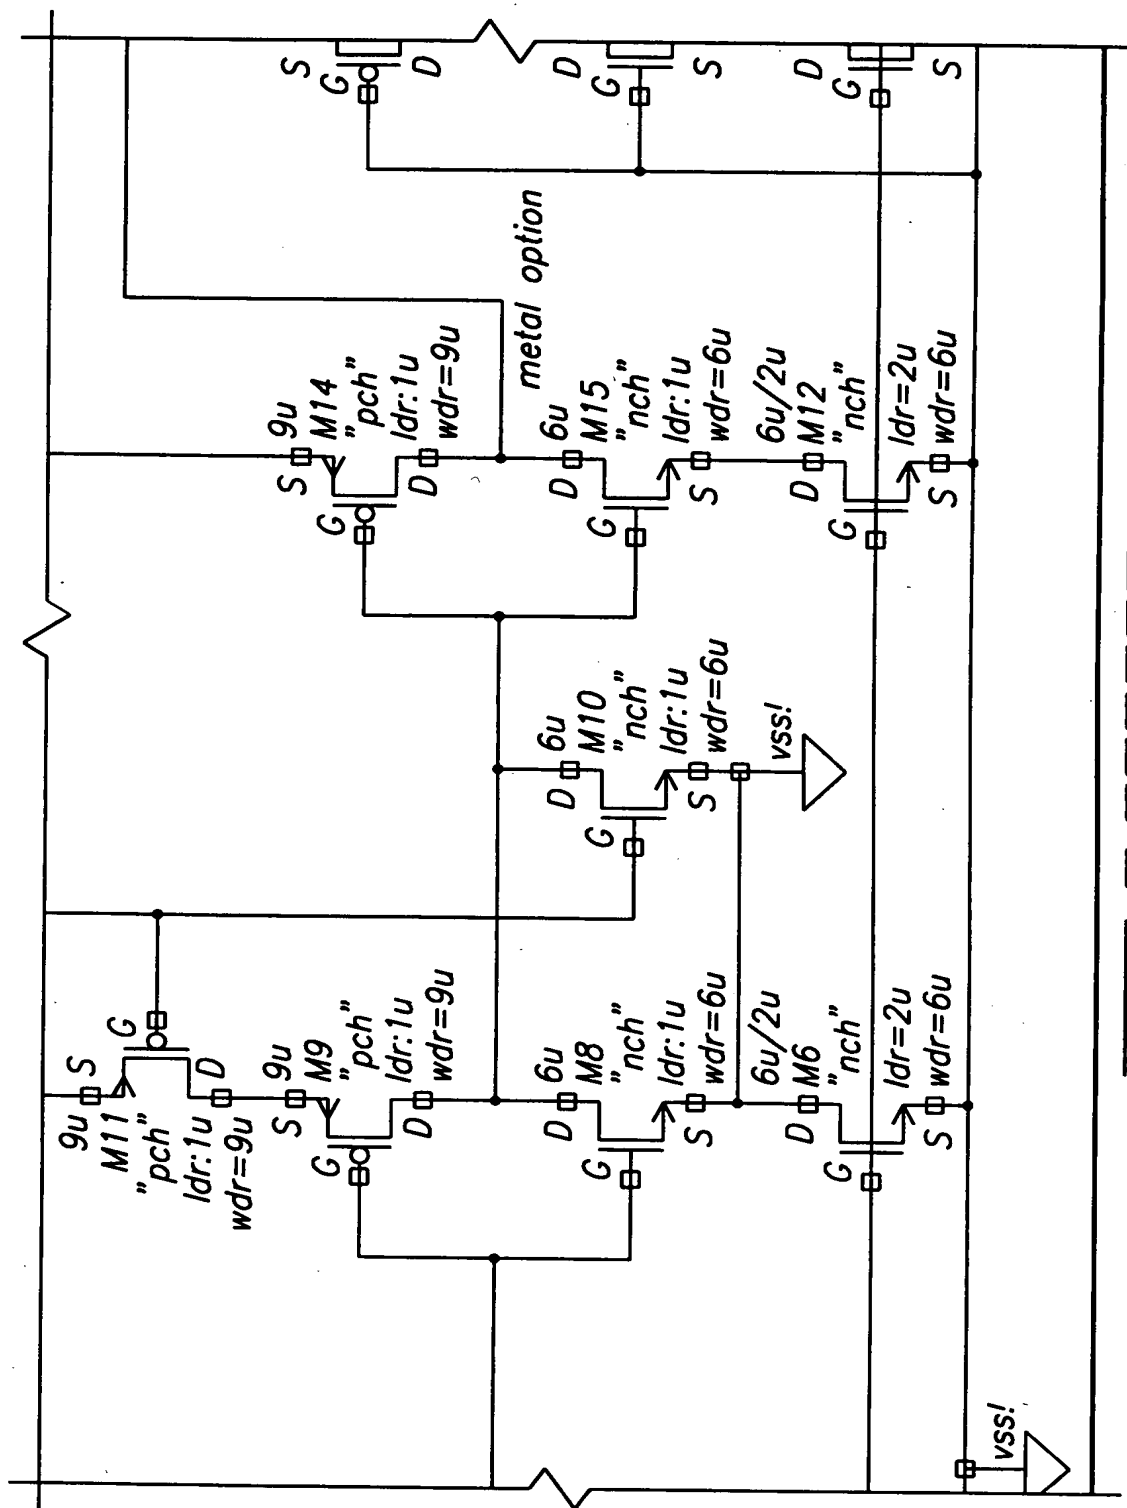 9u
S
M11
"pch"
ldr:1u
wdr=9u
G
D
9u
S
M9
"pch"
ldr:1u
wdr=9u
G
D
6u
D
M8
"nch"
ldr:1u
wdr=6u
G
S
6u/2u
D
M6
"nch"
ldr=2u
wdr=6u
G
S
vss!
6u
D
M10
"nch"
ldr:1u
wdr=6u
G
S
vss!
9u
S
M14
"pch"
ldr:1u
wdr=9u
G
D
metal option
6u
D
M15
"nch"
ldr:1u
wdr=6u
G
S
6u/2u
D
M12
"nch"
ldr=2u
wdr=6u
G
S
S
G
D
D
G
S
D
G
S